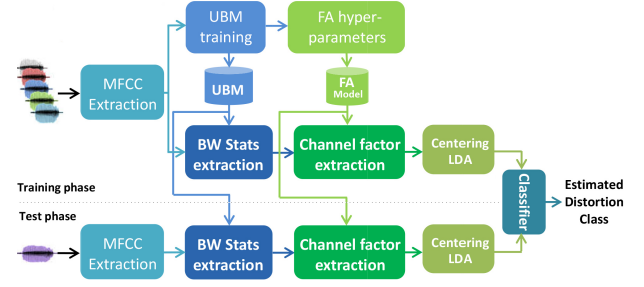 UBM
training
FA hyper-
parameters
MFCC
Extraction
UBM
FA
Model
BW Stats
extraction
Channel factor
extraction
Centering
LDA
Training phase
Classifier
Estimated
Distortion
Class
Test phase
MFCC
Extraction
BW Stats
extraction
Channel factor
extraction
Centering
LDA